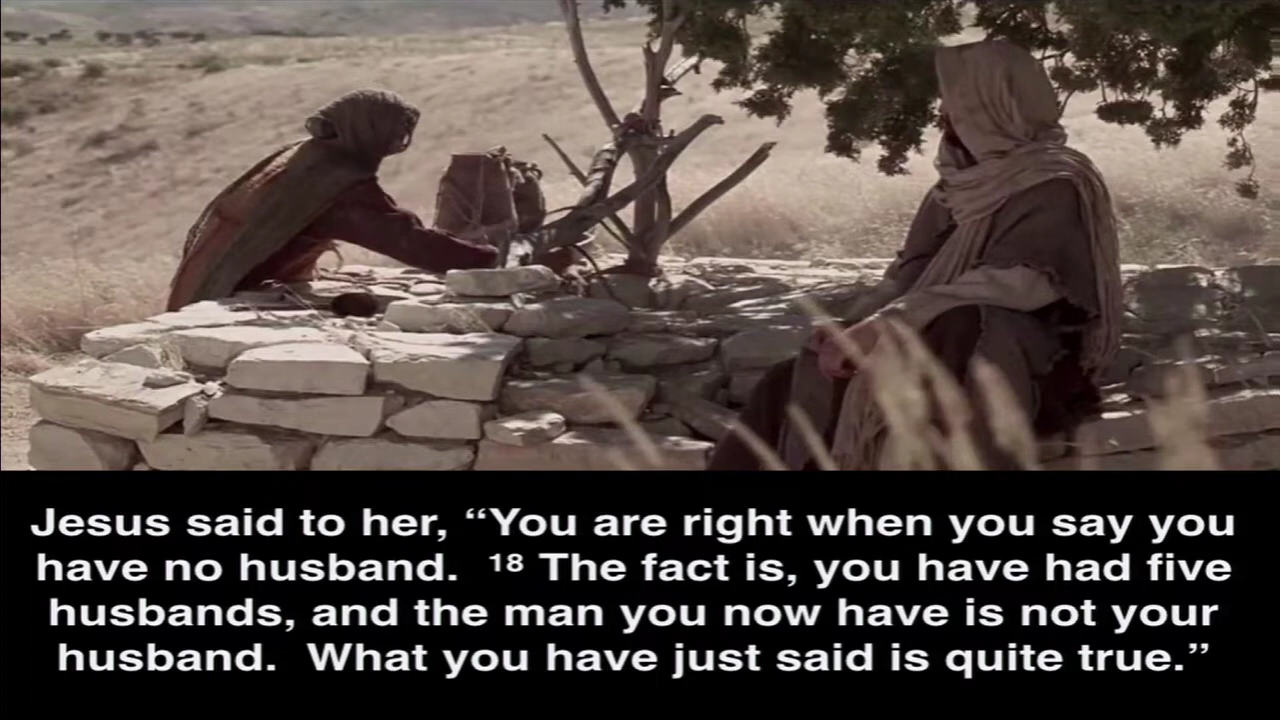 Jesus said to her, “You are right when you say you
have no husband.  ¹⁸ The fact is, you have had five
husbands, and the man you now have is not your
husband.  What you have just said is quite true.”